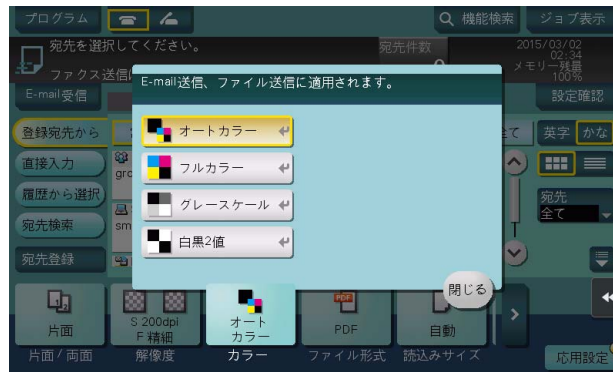 プログラム
機能検索
ジョブ表示
宛先を選択してください。
宛先件数
2015/03/02
02:34
ファクス送信
メモリー残量
100%
E-mail受信
設定確認
E-mail送信、ファイル送信に適用されます。
登録宛先から
オートカラー
全て
英字
かな
直接入力
フルカラー
履歴から選択
グレースケール
宛先
全て
宛先検索
sm
白黒2値
宛先登録
閉じる
片面
S 200dpi
F 精細
オート
カラー
PDF
自動
片面/両面
解像度
カラー
ファイル形式
読込みサイズ
応用設定